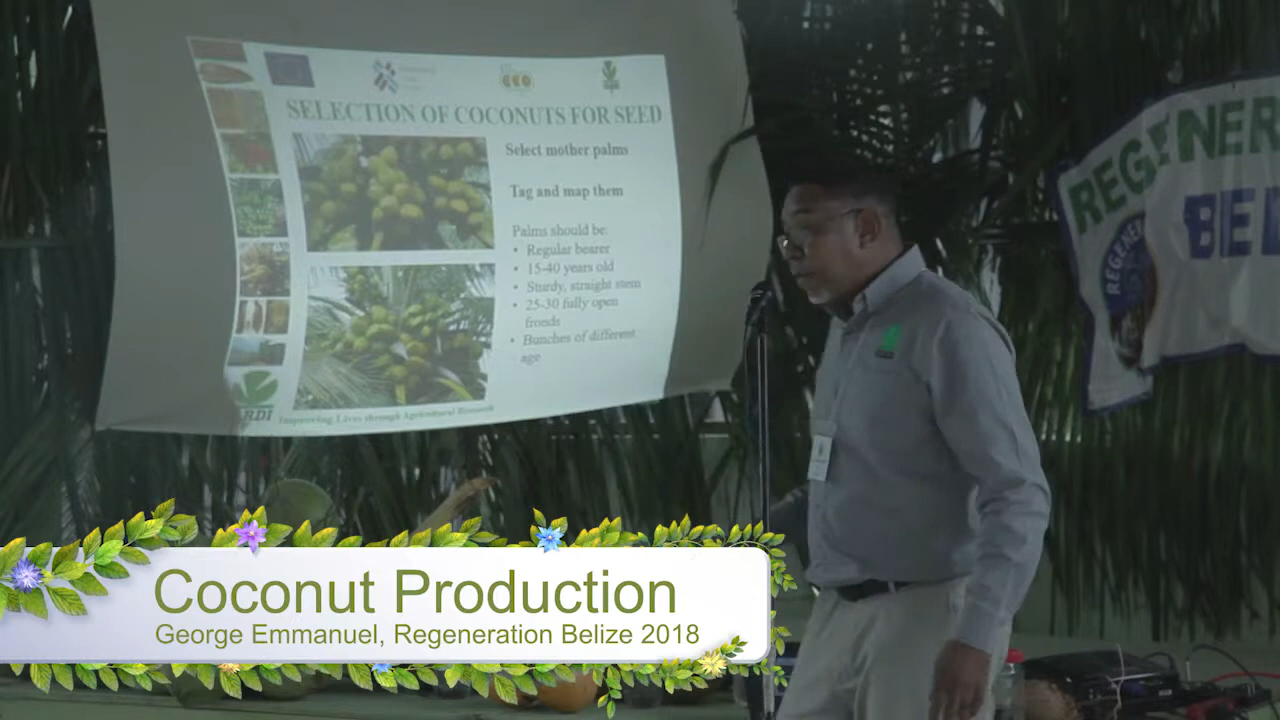 SELECTION OF COCONUTS FOR SEED
Select mother palms
Tag and map them
Palms should be:
• Regular bearer
• 15-40 years old
• Sturdy, straight stem
• 25-30 fully open
fronds
• Bunches of different
age
Improving Lives through Agricultural Research
REGENER
BEL
REGENER
Coconut Production
George Emmanuel, Regeneration Belize 2018